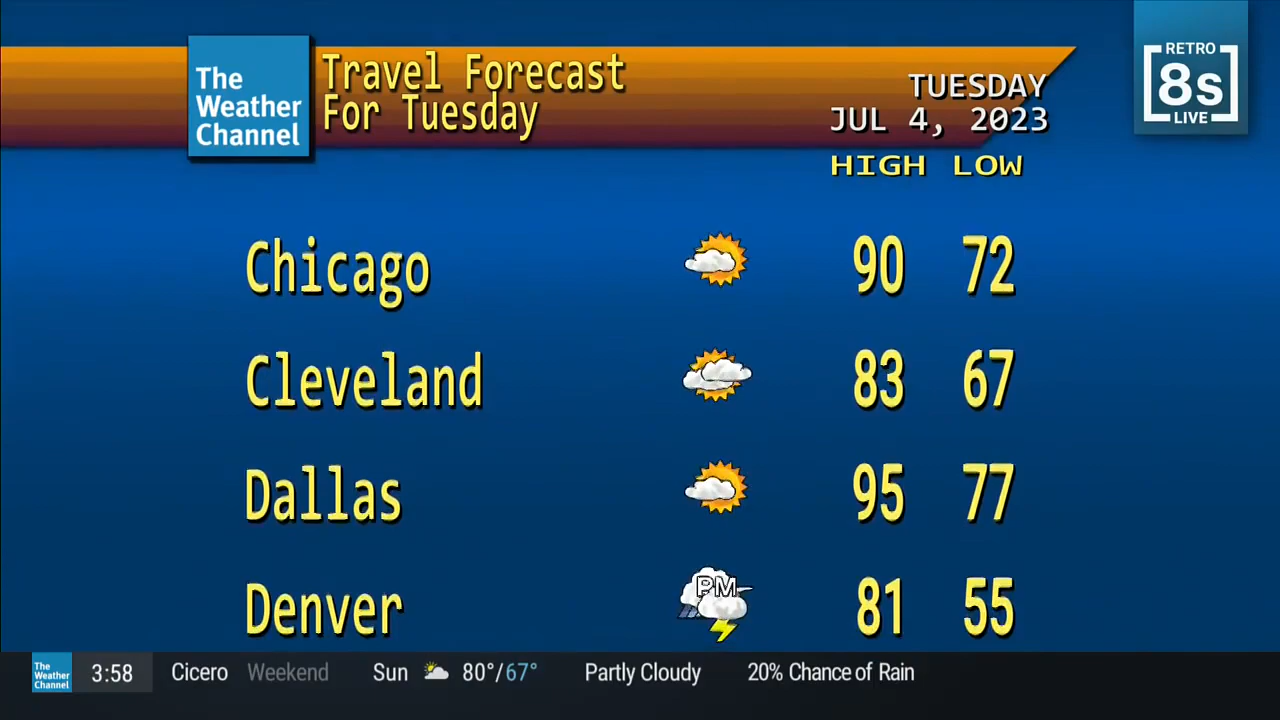 The
Weather
Channel
Travel Forecast
For Tuesday
TUESDAY
JUL 4, 2023
RETRO
8s
LIVE
HIGH LOW
Chicago 90 72
Cleveland 83 67
Dallas 95 77
PM
Denver 81 55
The
Weather
Channel
3:58 Cicero Weekend Sun 80°/67° Partly Cloudy 20% Chance of Rain